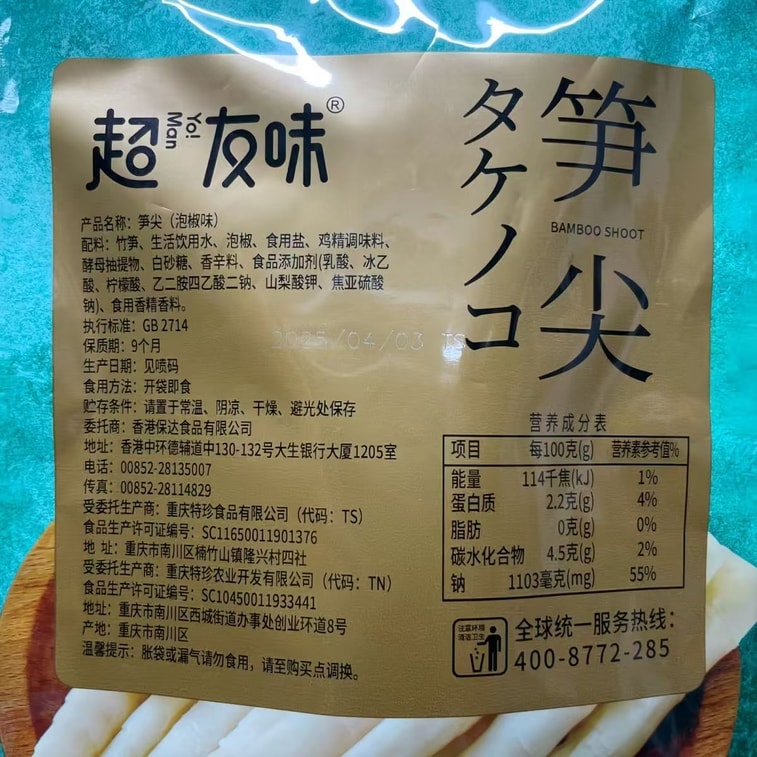 超友味®
Yo!
Man
笋尖
BAMBOO SHOOT
タケノコ
产品名称：笋尖（泡椒味）
配料：竹笋、生活饮用水、泡椒、食用盐、鸡精调味料、
酵母抽提物、白砂糖、香辛料、食品添加剂(乳酸、冰乙
酸、柠檬酸、乙二胺四乙酸二钠、山梨酸钾、焦亚硫酸
钠)、食用香精香料。
执行标准：GB 2714
保质期：9个月
生产日期：见喷码
2025/04/03 TS
食用方法：开袋即食
贮存条件：请置于常温、阴凉、干燥、避光处保存
委托商：香港保达食品有限公司
地址：香港中环德辅道中130-132号大生银行大厦1205室
电话：00852-28135007
传真：00852-28114829
受委托生产商：重庆特珍食品有限公司（代码：TS）
食品生产许可证编号：SC11650011901376
地 址：重庆市南川区楠竹山镇隆兴村四社
受委托生产商：重庆特珍农业开发有限公司（代码：TN）
食品生产许可证编号：SC10450011933441
地址：重庆市南川区西城街道办事处创业环道8号
产地：重庆市南川区
温馨提示：胀袋或漏气请勿食用，请至购买点调换。
营养成分表
项目 每100克(g) 营养素参考值%
能量 114千焦(kJ) 1%
蛋白质 2.2克(g) 4%
脂肪 0克(g) 0%
碳水化合物 4.5克(g) 2%
钠 1103毫克(mg) 55%
注意环境
清洁卫生
全球统一服务热线：
400-8772-285